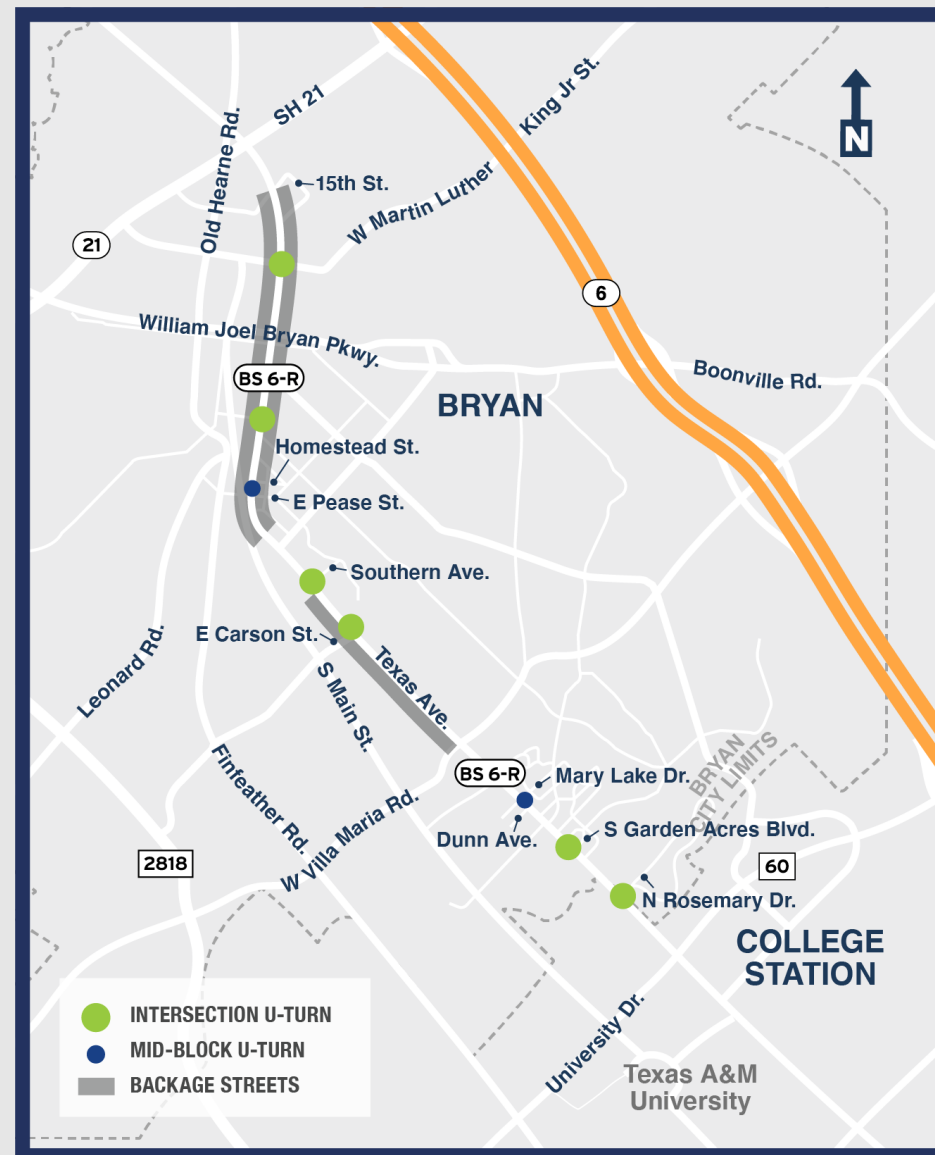 N
SH 21
King Jr St.
Old Hearne Rd.
15th St.
W Martin Luther
21
6
William Joel Bryan Pkwy.
BS 6-R
Boonville Rd.
BRYAN
Homestead St.
E Pease St.
Southern Ave.
E Carson St.
Leonard Rd.
Texas Ave.
S Main St.
Finfeather Rd.
W Villa Maria Rd.
BS 6-R
Mary Lake Dr.
BRYAN
CITY LIMITS
Dunn Ave.
S Garden Acres Blvd.
2818
60
N Rosemary Dr.
COLLEGE
STATION
University Dr.
Texas A&M
University
INTERSECTION U-TURN
MID-BLOCK U-TURN
BACKAGE STREETS